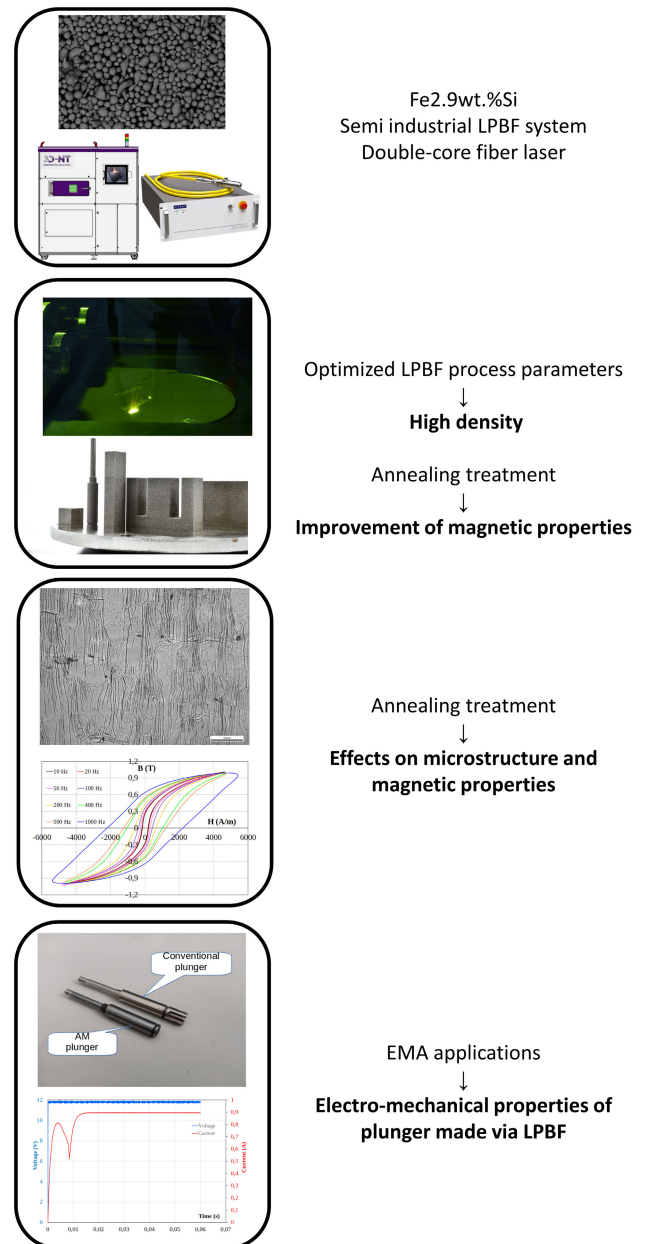 Fe2.9wt.%Si
Semi industrial LPBF system
Double-core fiber laser
3D-NT
Optimized LPBF process parameters
↓
High density
Annealing treatment
↓
Improvement of magnetic properties
Annealing treatment
↓
Effects on microstructure and
magnetic properties
B (T)
10 Hz 20 Hz
50 Hz 100 Hz
200 Hz 400 Hz
500 Hz 1000 Hz
H (A/m)
1,2
0,9
0,6
0,3
0
-0,3
-0,6
-0,9
-1,2
-6000 -4000 -2000 0 2000 4000 6000
Conventional
plunger
AM
plunger
EMA applications
↓
Electro-mechanical properties of
plunger made via LPBF
Voltage (V)
12
10
8
6
4
2
0
Voltage
Current
Current (A)
1
0,9
0,8
0,7
0,6
0,5
0,4
0,3
0,2
0,1
0
Time (s)
0 0,01 0,02 0,03 0,04 0,05 0,06 0,07